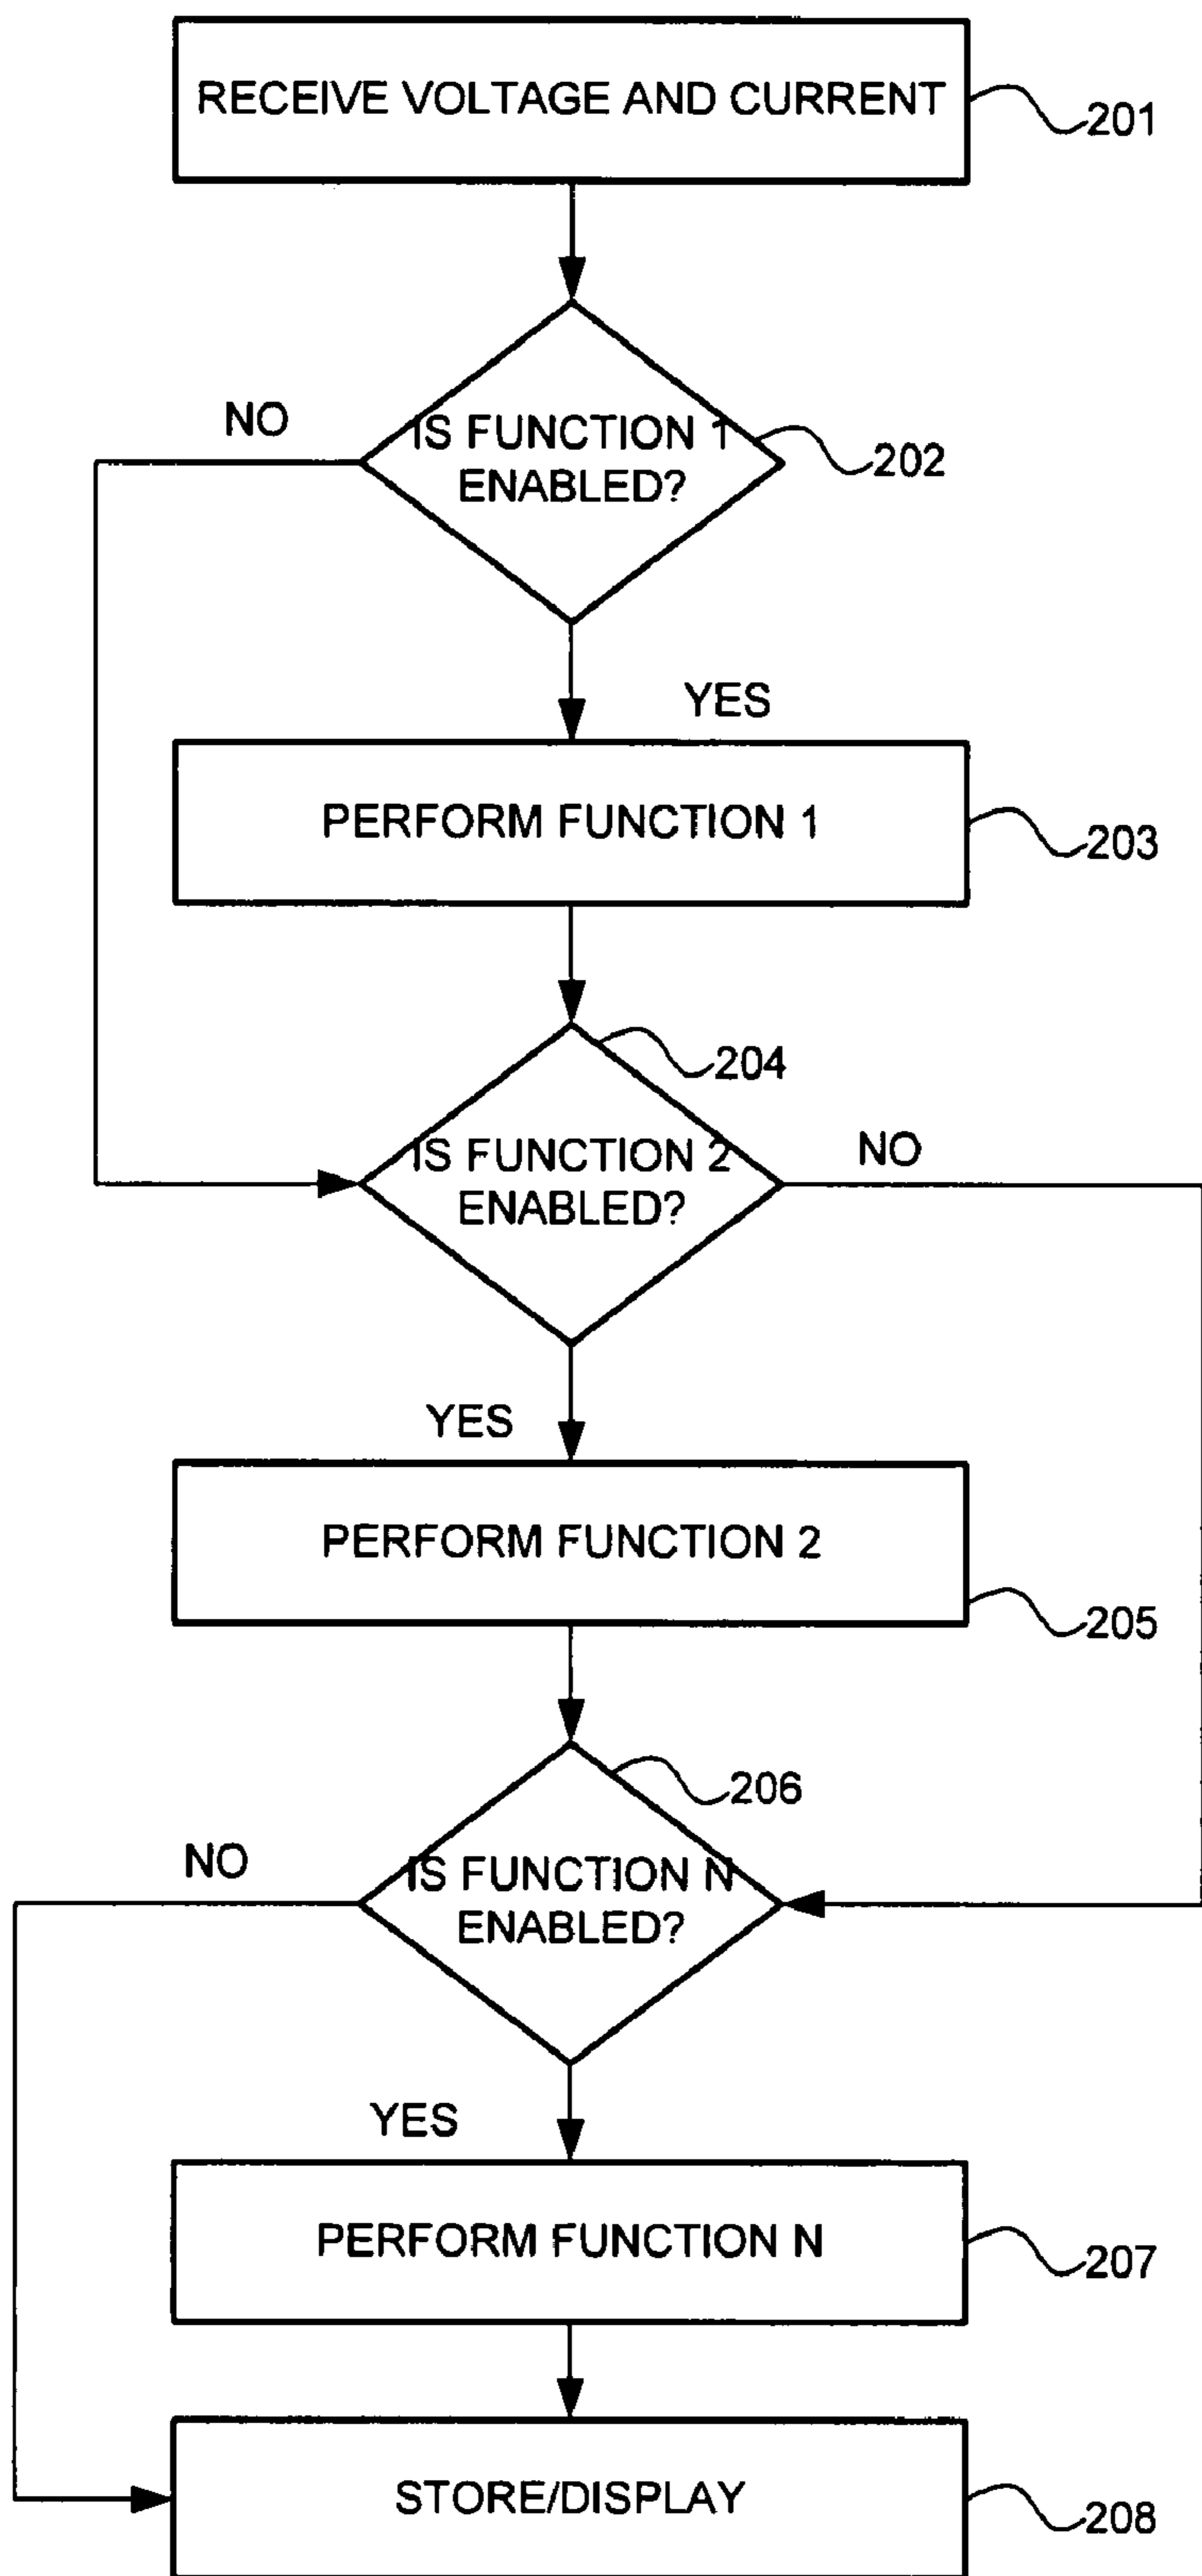 RECEIVE VOLTAGE AND CURRENT
201
NO
IS FUNCTION 1
ENABLED?
202
YES
PERFORM FUNCTION 1
203
204
IS FUNCTION 2
ENABLED?
NO
YES
PERFORM FUNCTION 2
205
206
NO
IS FUNCTION N
ENABLED?
YES
PERFORM FUNCTION N
207
STORE/DISPLAY
208